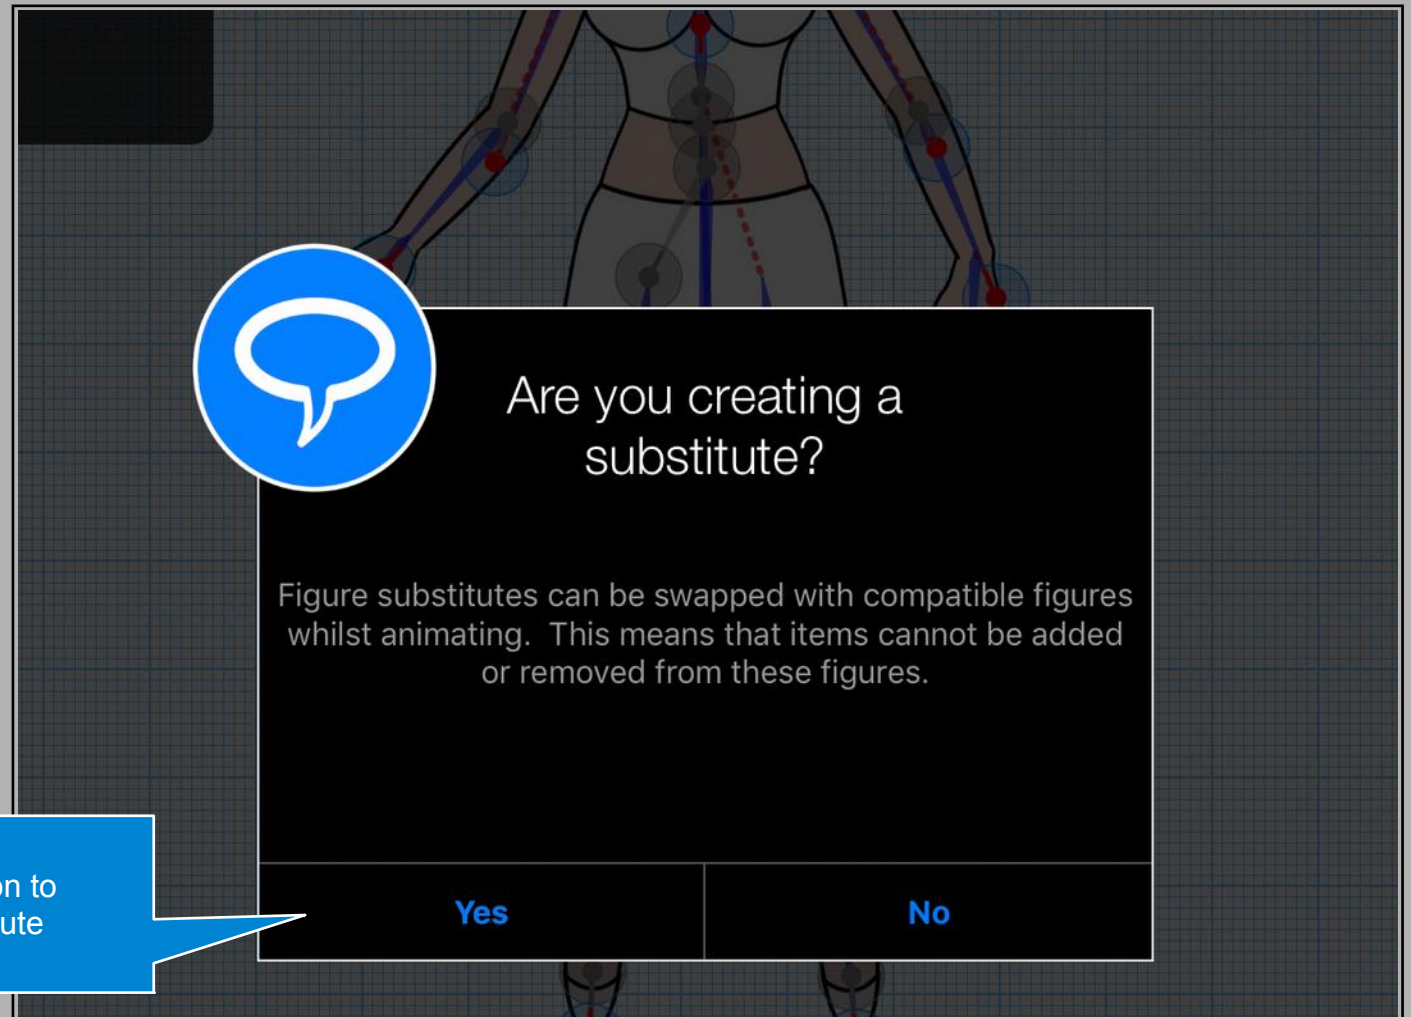 Are you creating a
substitute?
Figure substitutes can be swapped with compatible figures
whilst animating.  This means that items cannot be added
or removed from these figures.
Yes
No
to